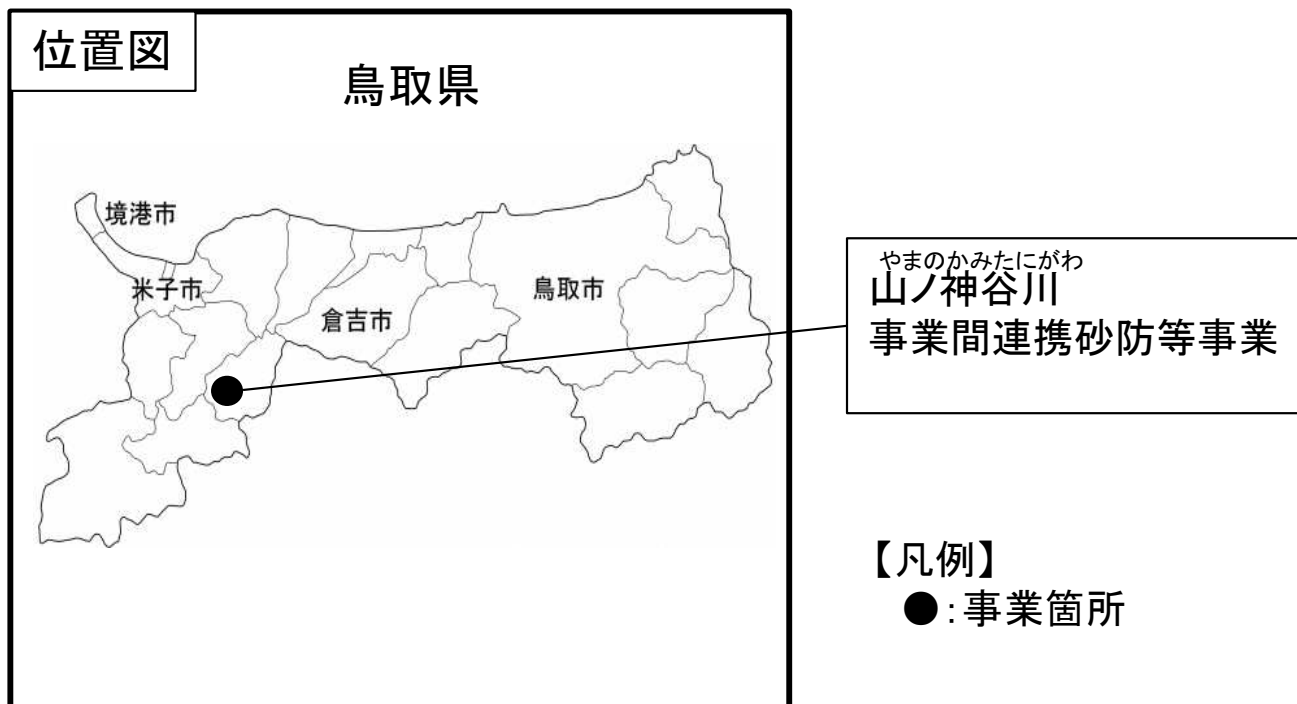 位置図
鳥取県
境港市
米子市
倉吉市
鳥取市
やまのかみたにがわ
山ノ神谷川
事業間連携砂防等事業
【凡例】
●:事業箇所